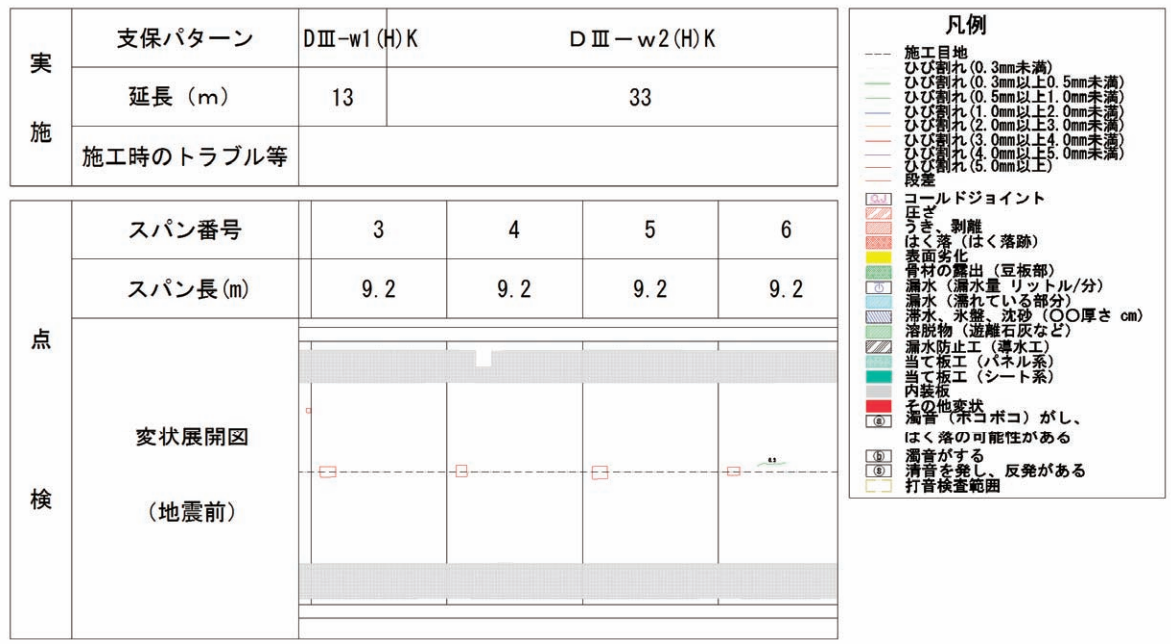 実施
支保パターン DⅢ-w1(H)K DⅢ-w2(H)K
延長（m） 13 33
施工時のトラブル等
点検
スパン番号 3 4 5 6
スパン長(m) 9.2 9.2 9.2 9.2
変状展開図
（地震前）
0.3
凡例
施工目地
ひび割れ(0.3mm未満)
ひび割れ(0.3mm以上0.5mm未満)
ひび割れ(0.5mm以上1.0mm未満)
ひび割れ(1.0mm以上2.0mm未満)
ひび割れ(2.0mm以上3.0mm未満)
ひび割れ(3.0mm以上4.0mm未満)
ひび割れ(4.0mm以上5.0mm未満)
ひび割れ(5.0mm以上)
段差
C.J コールドジョイント
圧ざ
うき、剥離
はく落（はく落跡）
表面劣化
骨材の露出（豆板部）
漏水（漏水量 リットル/分）
漏水（濡れている部分）
滞水、氷盤、沈砂（〇〇厚さ cm）
溶脱物（遊離石灰など）
漏水防止工（導水工）
当て板工（パネル系）
当て板工（シート系）
内装板
その他変状
ⓐ 濁音（ボコボコ）がし、
はく落の可能性がある
ⓑ 濁音がする
清音を発し、反発がある
打音検査範囲